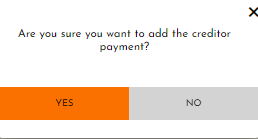 Are you sure you want to add the creditor
payment?
YES
NO